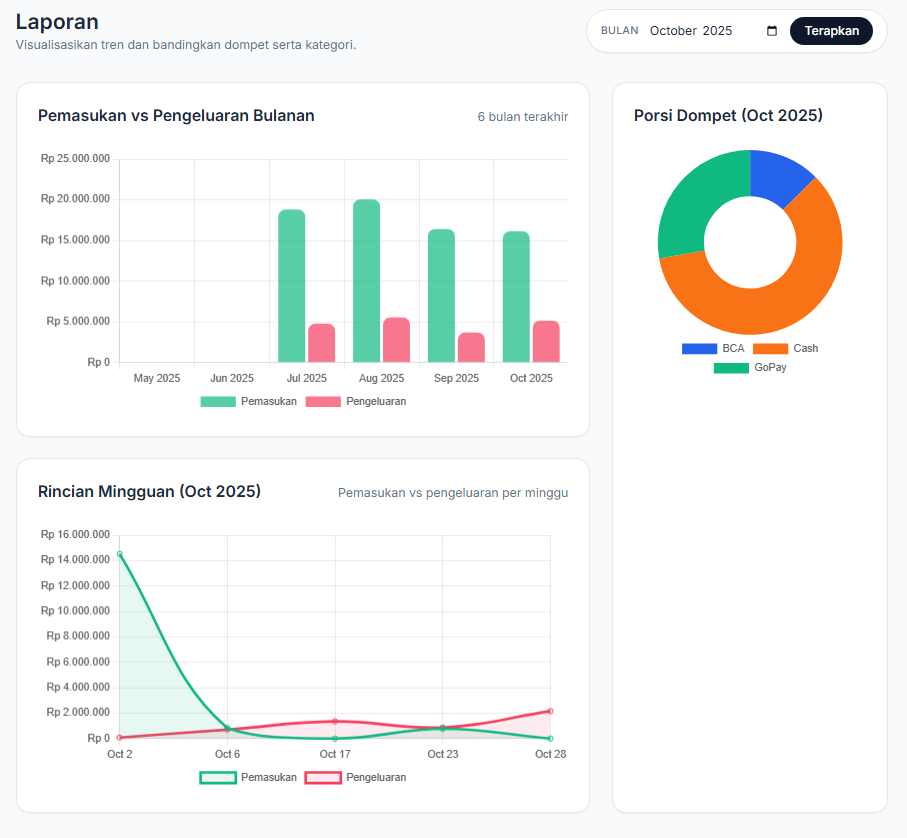 Laporan
Visualisasikan tren dan bandingkan dompet serta kategori.
BULAN October 2025 Terapkan
Pemasukan vs Pengeluaran Bulanan
6 bulan terakhir
Rp 25.000.000
Rp 20.000.000
Rp 15.000.000
Rp 10.000.000
Rp 5.000.000
Rp 0
May 2025 Jun 2025 Jul 2025 Aug 2025 Sep 2025 Oct 2025
Pemasukan Pengeluaran
Porsi Dompet (Oct 2025)
BCA Cash
GoPay
Rincian Mingguan (Oct 2025)
Pemasukan vs pengeluaran per minggu
Rp 16.000.000
Rp 14.000.000
Rp 12.000.000
Rp 10.000.000
Rp 8.000.000
Rp 6.000.000
Rp 4.000.000
Rp 2.000.000
Rp 0
Oct 2 Oct 6 Oct 17 Oct 23 Oct 28
Pemasukan Pengeluaran